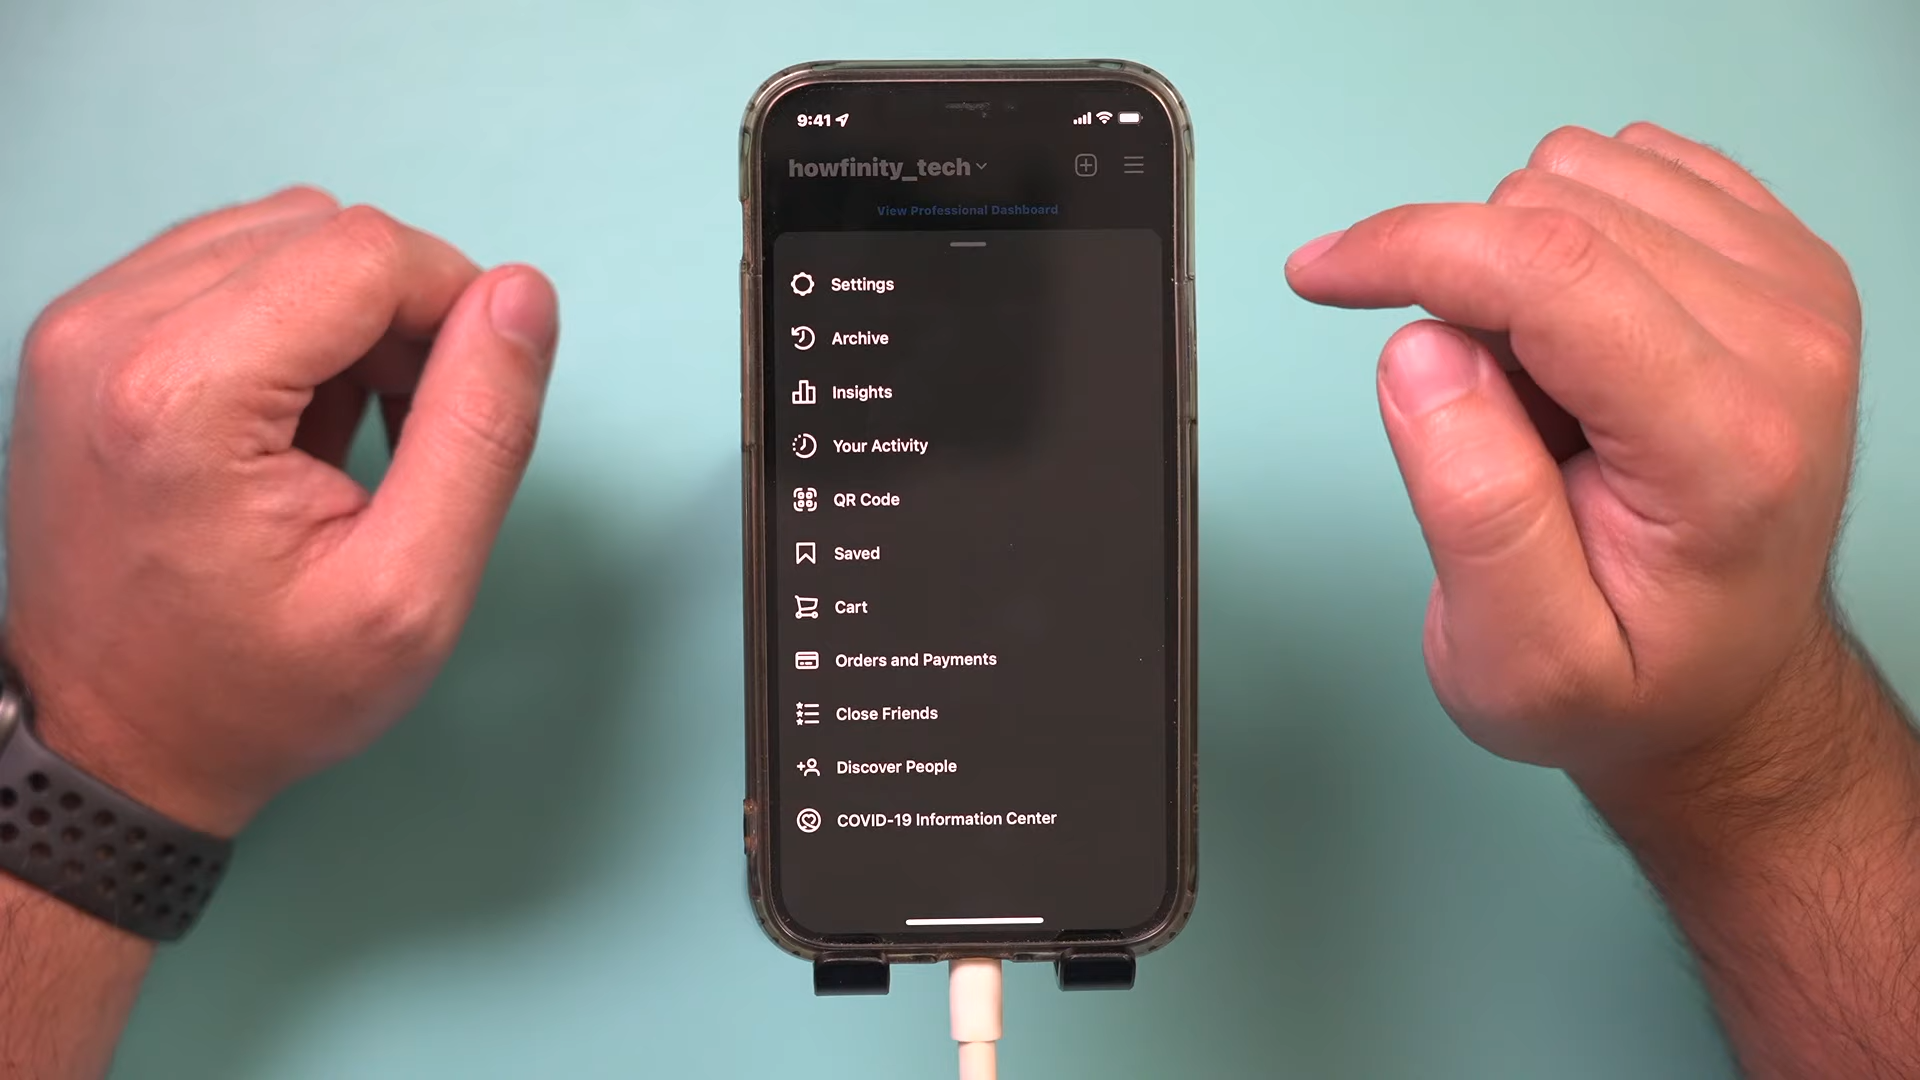 9:41
howfinity_tech
View Professional Dashboard
Settings
Archive
Insights
Your Activity
QR Code
Saved
Cart
Orders and Payments
Close Friends
Discover People
COVID-19 Information Center